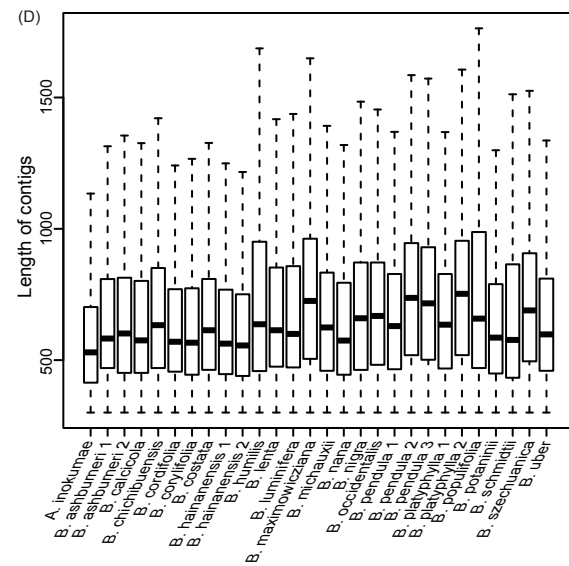 (D)
Length of contigs
1500
1000
500
A. inokumae
B. ashburneri 1
B. ashburneri 2
B. calcicola
B. chichibuensis
B. cordifolia
B. corylifolia
B. costata
B. hainanensis 1
B. hainanensis 2
B. humilis
B. lenta
B. luminifera
B. maximowicziana
B. michauxii
B. nana
B. nigra
B. occidentalis
B. pendula 1
B. pendula 2
B. pendula 3
B. platyphylla 1
B. platyphylla 2
B. populifolia
B. potaninii
B. schmidtii
B. szechuanica
B. uber